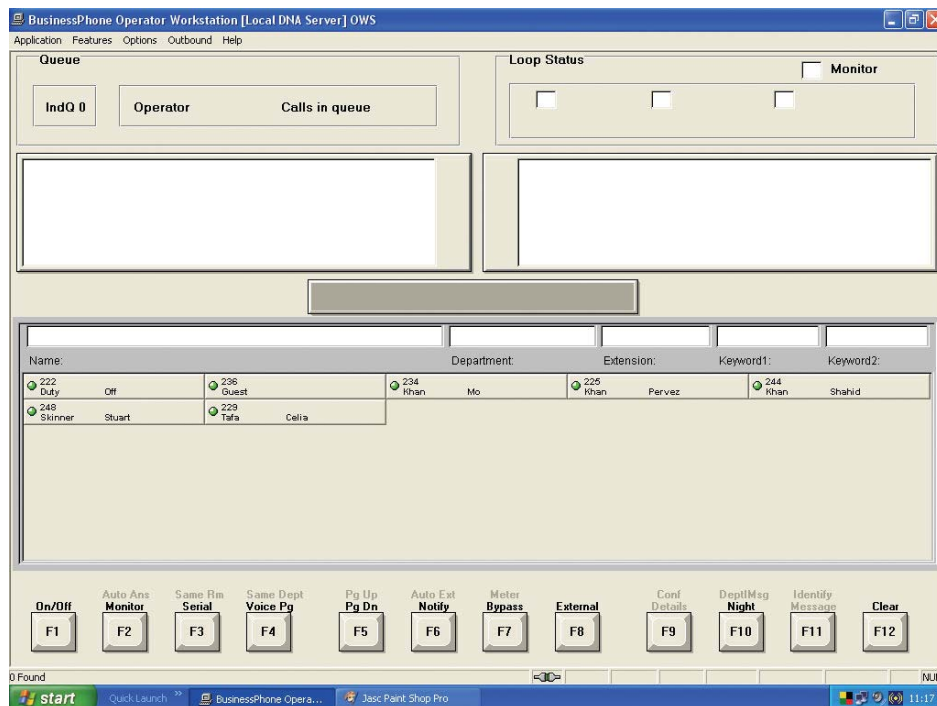 BusinessPhone Operator Workstation [Local DNA Server] OWS
Application Features Options Outbound Help
Queue
Loop Status
Monitor
IndQ 0
Operator Calls in queue
Name: Department: Extension: Keyword1: Keyword2:
222 236 234 225 244
Duty Off Guest Khan Mo Khan Pervez Khan Shahid
248 229
Skinner Stuart Tafa Celia
Auto Ans Same Rm Same Dept Pg Up Auto Ext Meter Conf Dept/Msg Identify
On/Off Monitor Serial Voice Pg Pg Dn Notify Bypass External Details Night Message Clear
F1 F2 F3 F4 F5 F6 F7 F8 F9 F10 F11 F12
0 Found
NU
start Quick Launch » BusinessPhone Opera... Jasc Paint Shop Pro 11:17